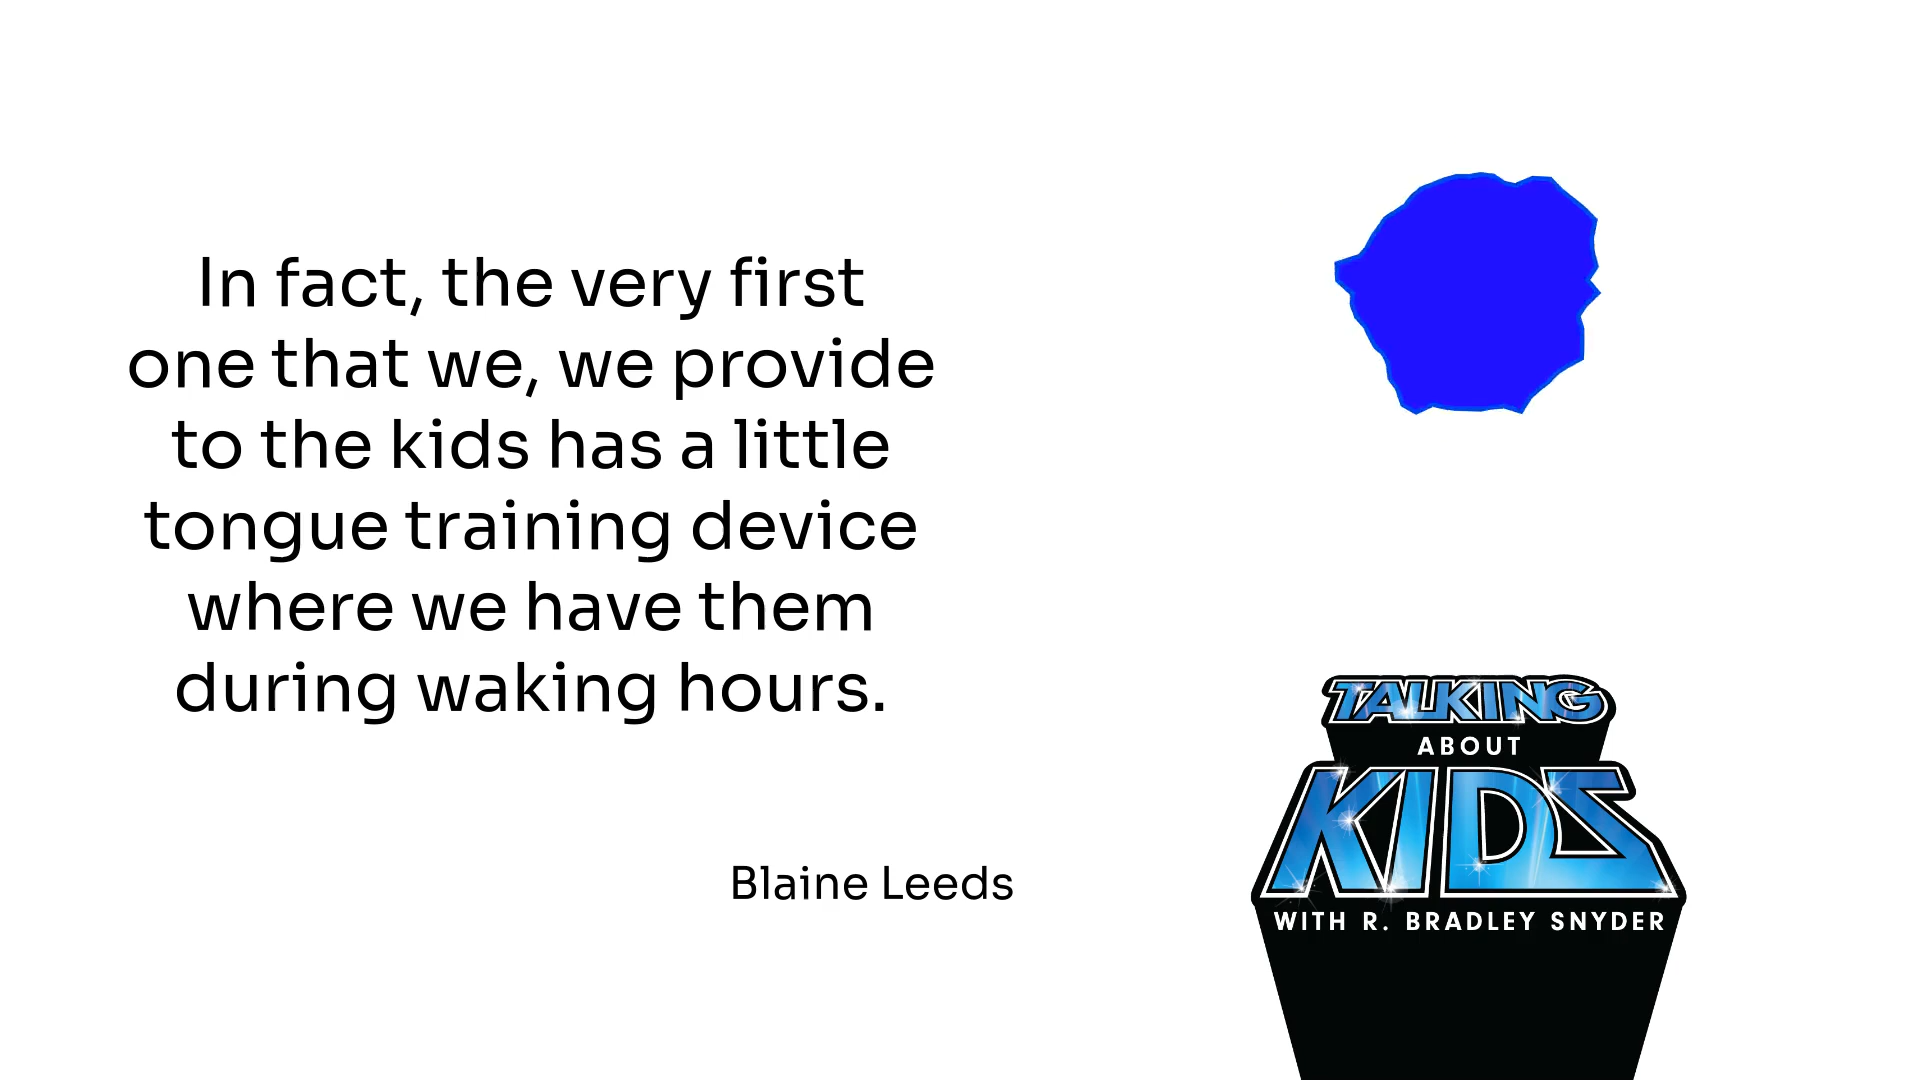 In fact, the very first
one that we, we provide
to the kids has a little
tongue training device
where we have them
during waking hours.
Blaine Leeds
TALKING
ABOUT
KIDS
WITH R. BRADLEY SNYDER